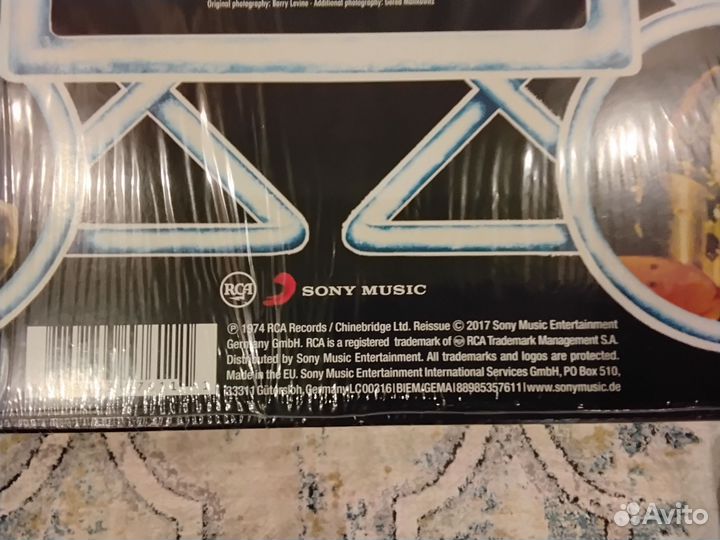 Original photography: Barry Levine - Additional photography: Gered Mankowitz
RCA
SONY MUSIC
℗ 1974 RCA Records / Chinebridge Ltd. Reissue © 2017 Sony Music Entertainment
Germany GmbH. RCA is a registered trademark of RCA Trademark Management S.A.
Distributed by Sony Music Entertainment. All trademarks and logos are protected.
Made in the EU. Sony Music Entertainment International Services GmbH, PO Box 510,
33311 Gütersloh, Germany LC00316 | BIEM/GEMA | 88985357611 | www.sonymusic.de
Avito